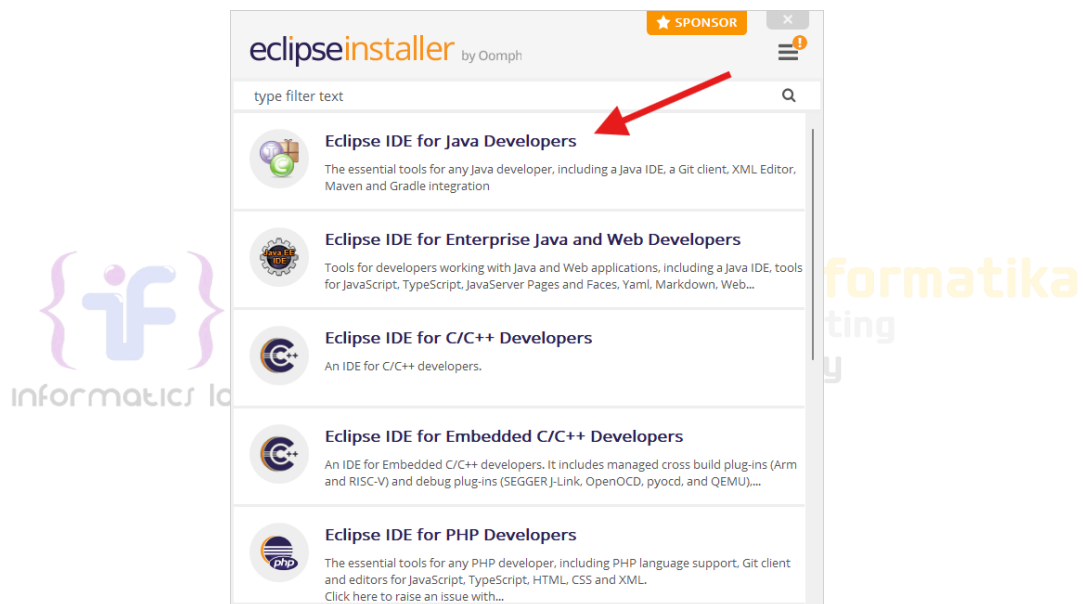 SPONSOR
eclipseinstaller by Oomph
type filter text
Eclipse IDE for Java Developers
The essential tools for any Java developer, including a Java IDE, a Git client, XML Editor,
Maven and Gradle integration
Eclipse IDE for Enterprise Java and Web Developers
Java EE
IDE
Tools for developers working with Java and Web applications, including a Java IDE, tools
for JavaScript, TypeScript, JavaServer Pages and Faces, Yaml, Markdown, Web...
Eclipse IDE for C/C++ Developers
C++
An IDE for C/C++ developers.
Eclipse IDE for Embedded C/C++ Developers
C++
An IDE for Embedded C/C++ developers. It includes managed cross build plug-ins (Arm
and RISC-V) and debug plug-ins (SEGGER J-Link, OpenOCD, pyocd, and QEMU),...
Eclipse IDE for PHP Developers
php
The essential tools for any PHP developer, including PHP language support, Git client
and editors for JavaScript, TypeScript, HTML, CSS and XML.
Click here to raise an issue with...
{if}
informatics
formatika
ting
y